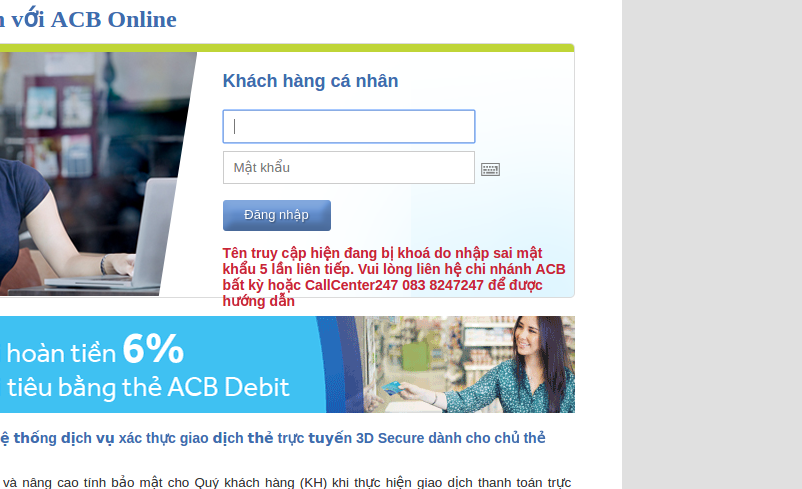 với ACB Online
Khách hàng cá nhân
Mật khẩu
Đăng nhập
Tên truy cập hiện đang bị khoá do nhập sai mật
khẩu 5 lần liên tiếp. Vui lòng liên hệ chi nhánh ACB
bất kỳ hoặc CallCenter247 083 8247247 để được
hướng dẫn
hoàn tiền 6%
tiêu bằng thẻ ACB Debit
thống dịch vụ xác thực giao dịch thẻ trực tuyến 3D Secure dành cho chủ thẻ
và nâng cao tính bảo mật cho Quý khách hàng (KH) khi thực hiện giao dịch thanh toán trực